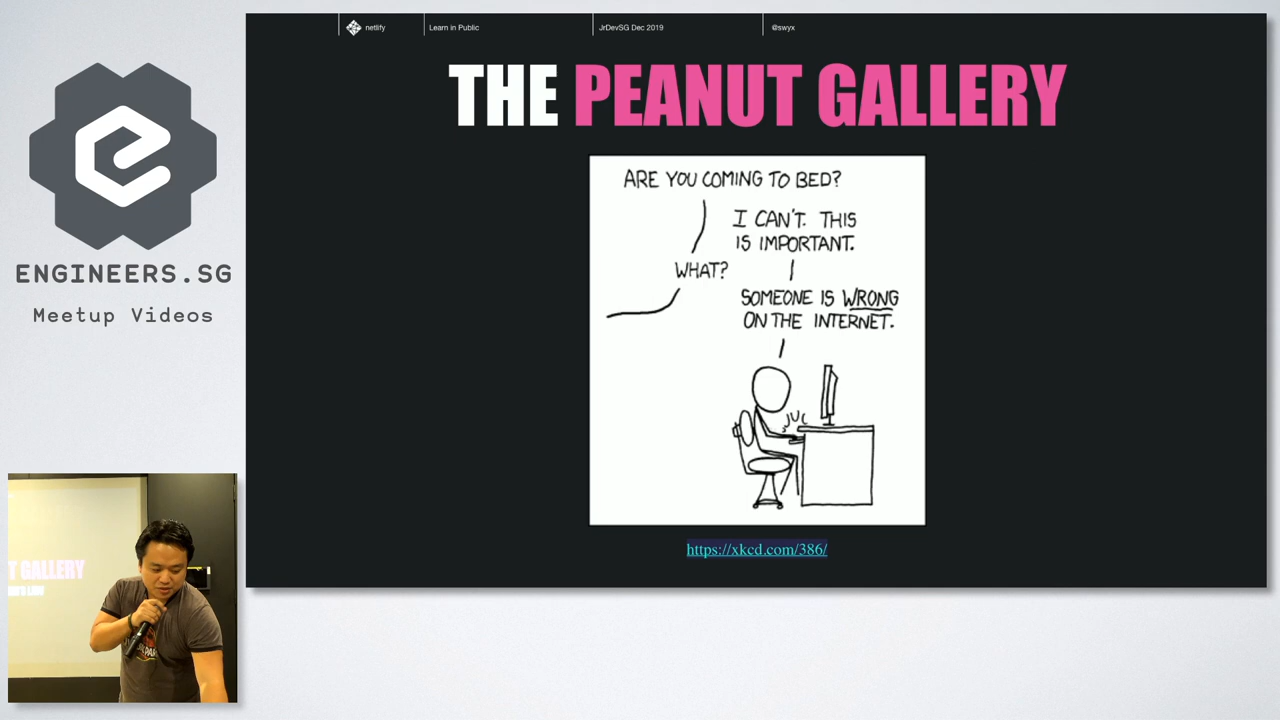 netlify
Learn in Public
JrDevSG Dec 2019
@swyx
THE PEANUT GALLERY
ARE YOU COMING TO BED?
I CAN'T. THIS
IS IMPORTANT.
WHAT?
SOMEONE IS WRONG
ON THE INTERNET.
https://xkcd.com/386/
ENGINEERS.SG
Meetup Videos
T GALLERY